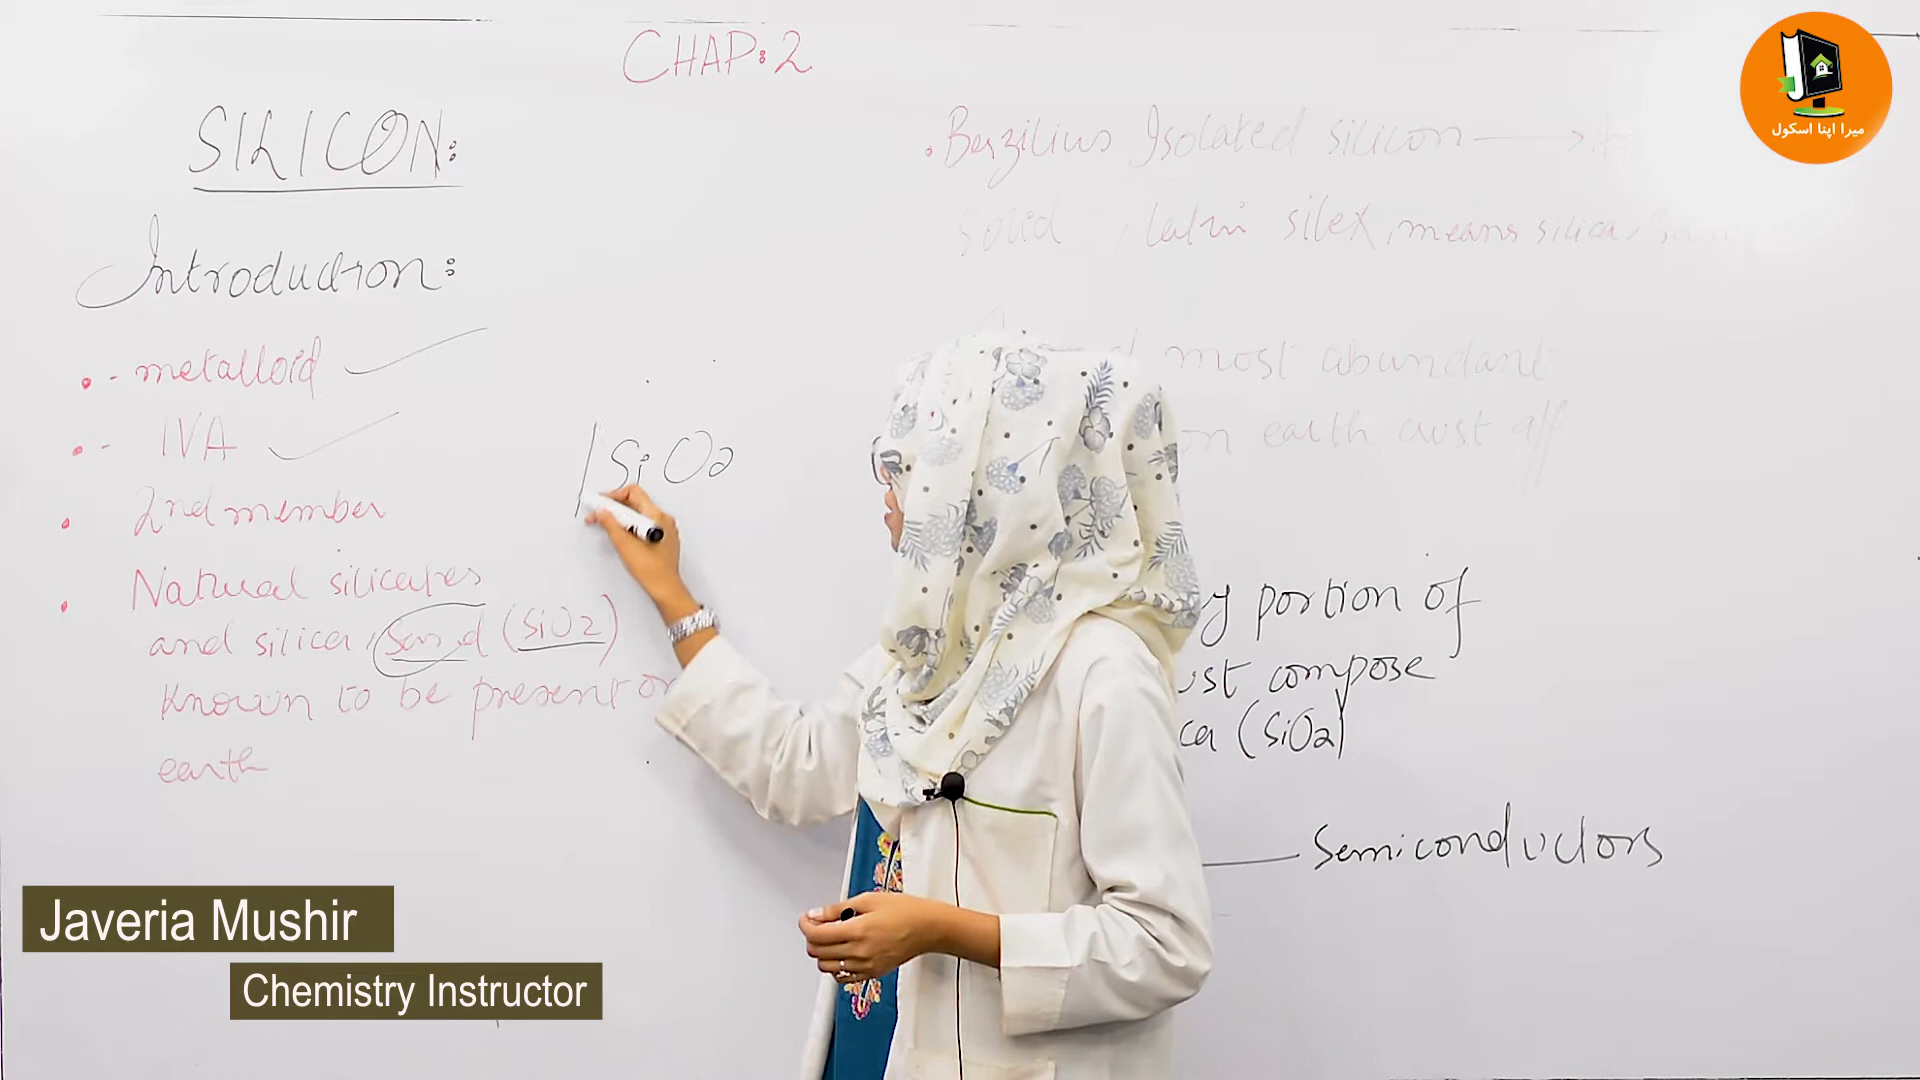 CHAP:2
SILICON:
Introduction:
- metalloid
- IVA
2nd member
Natural silicates
and silica, sand (SiO2)
known to be present on
earth
SiO2
Berzilius Isolated silicon
solid, latin silex, means silica,
most abundant
on earth crust
portion of
compose
(SiO2)
Semiconductors
میرا اپنا اسکول
Javeria Mushir
Chemistry Instructor